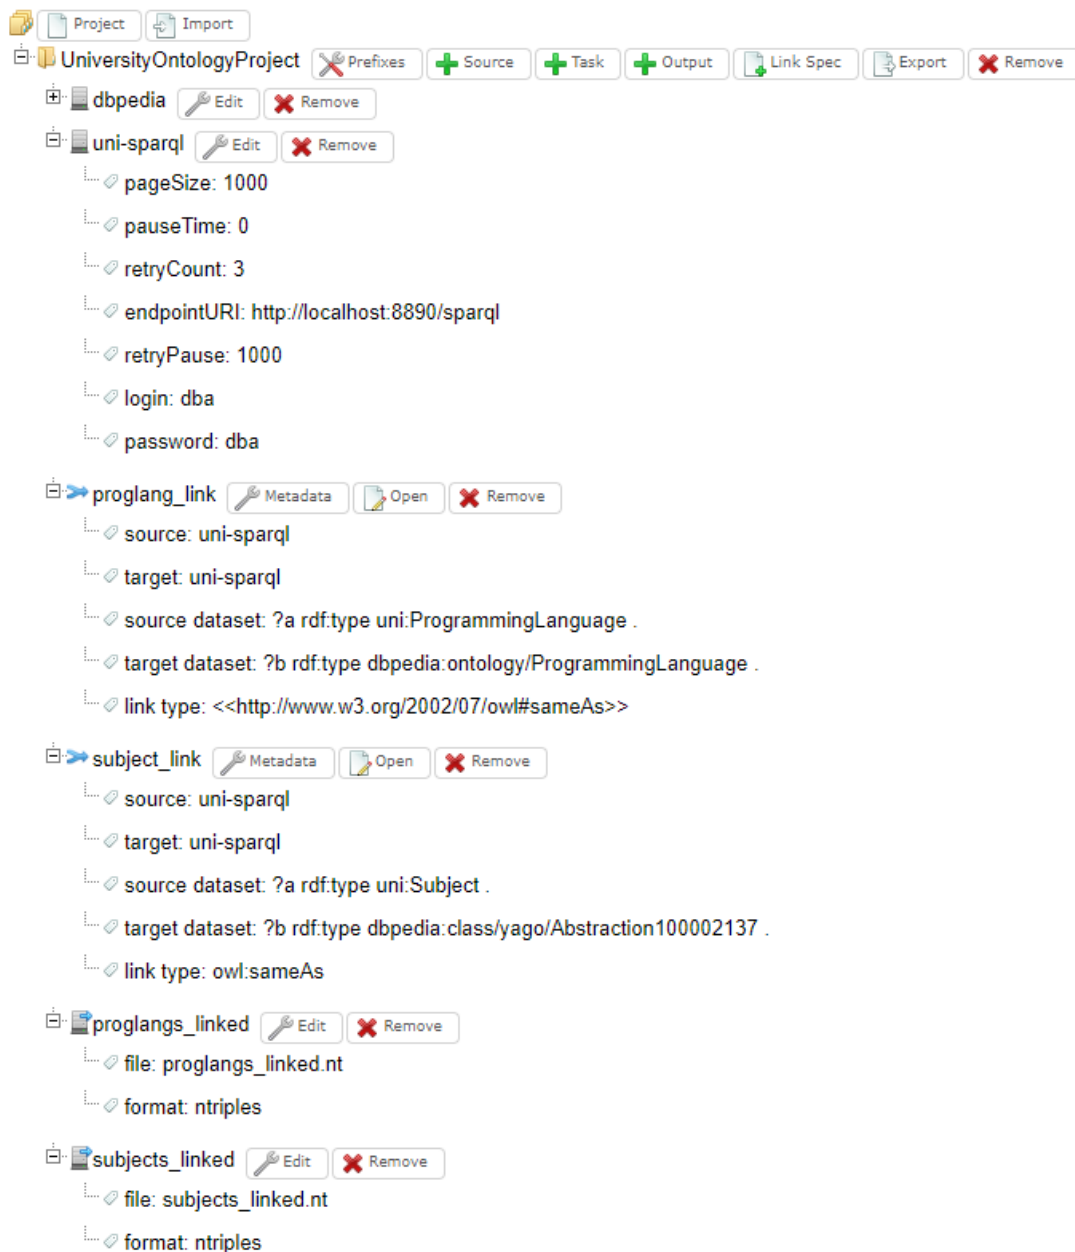 Project Import
UniversityOntologyProject Prefixes Source Task Output Link Spec Export Remove
dbpedia Edit Remove
uni-sparql Edit Remove
pageSize: 1000
pauseTime: 0
retryCount: 3
endpointURI: http://localhost:8890/sparql
retryPause: 1000
login: dba
password: dba
proglang_link Metadata Open Remove
source: uni-sparql
target: uni-sparql
source dataset: ?a rdf:type uni:ProgrammingLanguage .
target dataset: ?b rdf:type dbpedia:ontology/ProgrammingLanguage .
link type: <<http://www.w3.org/2002/07/owl#sameAs>>
subject_link Metadata Open Remove
source: uni-sparql
target: uni-sparql
source dataset: ?a rdf:type uni:Subject .
target dataset: ?b rdf:type dbpedia:class/yago/Abstraction100002137 .
link type: owl:sameAs
proglangs_linked Edit Remove
file: proglangs_linked.nt
format: ntriples
subjects_linked Edit Remove
file: subjects_linked.nt
format: ntriples